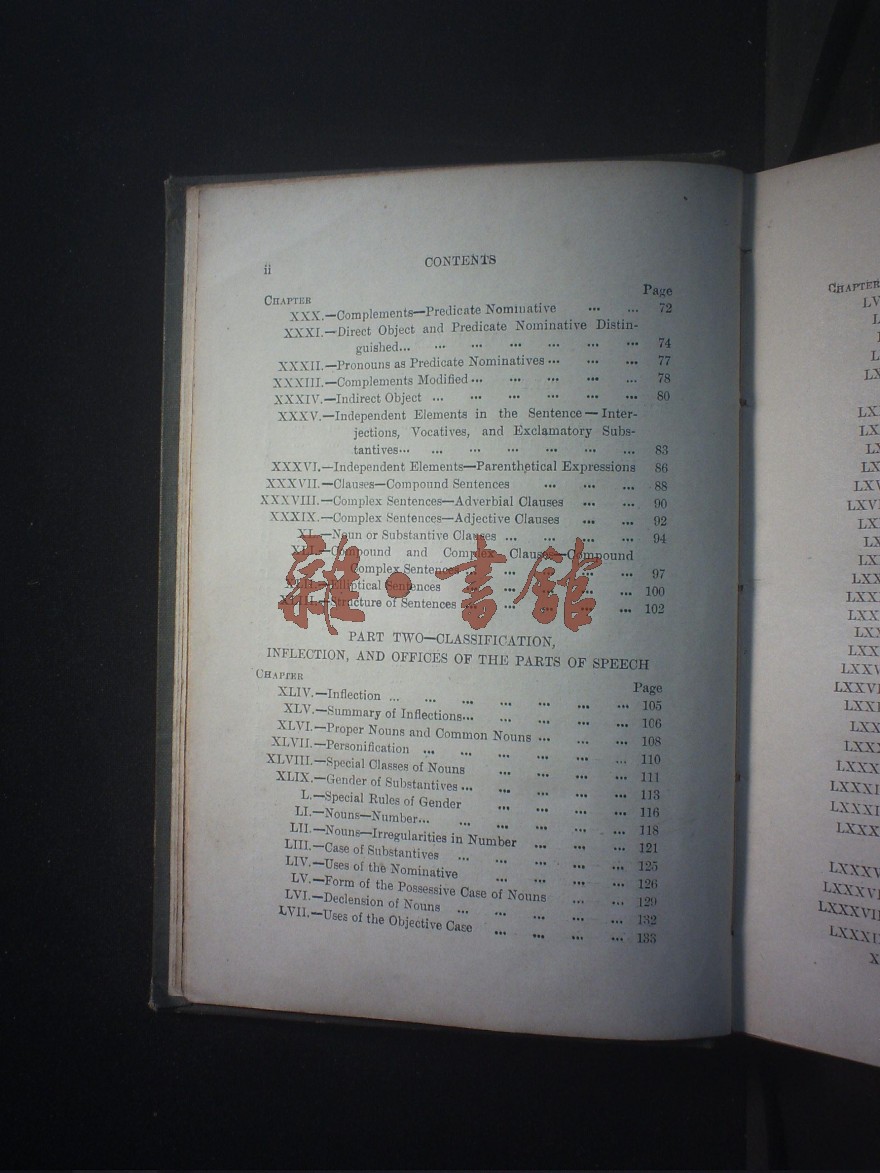 ii
CONTENTS
CHAPTER Page
XXX.—Complements—Predicate Nominative ... ... 72
XXXI.—Direct Object and Predicate Nominative Distin-
guished... ... ... ... ... ... ... 74
XXXII.—Pronouns as Predicate Nominatives ... ... ... 77
XXXIII.—Complements Modified ... ... ... ... ... 78
XXXIV.—Indirect Object ... ... ... ... ... ... 80
XXXV.—Independent Elements in the Sentence — Inter-
jections, Vocatives, and Exclamatory Subs-
tantives... ... ... ... ... ... ... 83
XXXVI.—Independent Elements—Parenthetical Expressions 86
XXXVII.—Clauses—Compound Sentences ... ... ... 88
XXXVIII.—Complex Sentences—Adverbial Clauses ... ... 90
XXXIX.—Complex Sentences—Adjective Clauses ... ... 92
XL.—Noun or Substantive Clauses ... ... ... ... 94
XLI.—Compound and Complex Clauses—Compound
Complex Sentences ... ... ... ... ... 97
XLII.—Elliptical Sentences ... ... ... ... ... 100
XLIII.—Structure of Sentences ... ... ... ... ... 102
雜·書館
PART TWO—CLASSIFICATION,
INFLECTION, AND OFFICES OF THE PARTS OF SPEECH
CHAPTER Page
XLIV.—Inflection ... ... ... ... ... ... ... 105
XLV.—Summary of Inflections... ... ... ... ... 106
XLVI.—Proper Nouns and Common Nouns ... ... ... 108
XLVII.—Personification ... ... ... ... ... ... 110
XLVIII.—Special Classes of Nouns ... ... ... ... 111
XLIX.—Gender of Substantives ... ... ... ... ... 113
L.—Special Rules of Gender ... ... ... ... 116
LI.—Nouns—Number... ... ... ... ... ... 118
LII.—Nouns—Irregularities in Number ... ... ... 121
LIII.—Case of Substantives ... ... ... ... ... 125
LIV.—Uses of the Nominative ... ... ... ... 126
LV.—Form of the Possessive Case of Nouns ... ... 129
LVI.—Declension of Nouns ... ... ... ... ... 132
LVII.—Uses of the Objective Case ... ... ... ... 133
CHAPTER